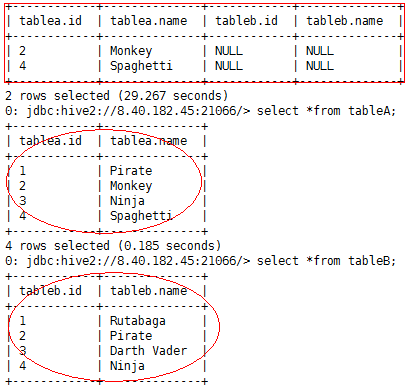 +------------+--------------+------------+--------------+
| tablea.id | tablea.name | tableb.id | tableb.name |
+------------+--------------+------------+--------------+
| 2 | Monkey | NULL | NULL |
| 4 | Spaghetti | NULL | NULL |
+------------+--------------+------------+--------------+
2 rows selected (29.267 seconds)
0: jdbc:hive2://8.40.182.45:21066/> select *from tableA;
+------------+--------------+
| tablea.id | tablea.name |
+------------+--------------+
| 1 | Pirate |
| 2 | Monkey |
| 3 | Ninja |
| 4 | Spaghetti |
+------------+--------------+
4 rows selected (0.185 seconds)
0: jdbc:hive2://8.40.182.45:21066/> select *from tableB;
+------------+--------------+
| tableb.id | tableb.name |
+------------+--------------+
| 1 | Rutabaga |
| 2 | Pirate |
| 3 | Darth Vader |
| 4 | Ninja |
+------------+--------------+